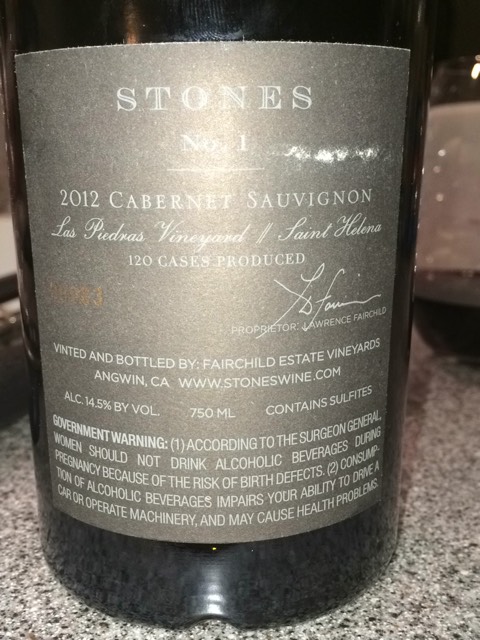 STONES
No. 1
2012 CABERNET SAUVIGNON
Las Piedras Vineyard // Saint Helena
120 CASES PRODUCED
PROPRIETOR: LAWRENCE FAIRCHILD
VINTED AND BOTTLED BY: FAIRCHILD ESTATE VINEYARDS
ANGWIN, CA WWW.STONESWINE.COM
ALC. 14.5% BY VOL. 750 ML CONTAINS SULFITES
GOVERNMENT WARNING: (1) ACCORDING TO THE SURGEON GENERAL,
WOMEN SHOULD NOT DRINK ALCOHOLIC BEVERAGES DURING
PREGNANCY BECAUSE OF THE RISK OF BIRTH DEFECTS. (2) CONSUMP-
TION OF ALCOHOLIC BEVERAGES IMPAIRS YOUR ABILITY TO DRIVE A
CAR OR OPERATE MACHINERY, AND MAY CAUSE HEALTH PROBLEMS.